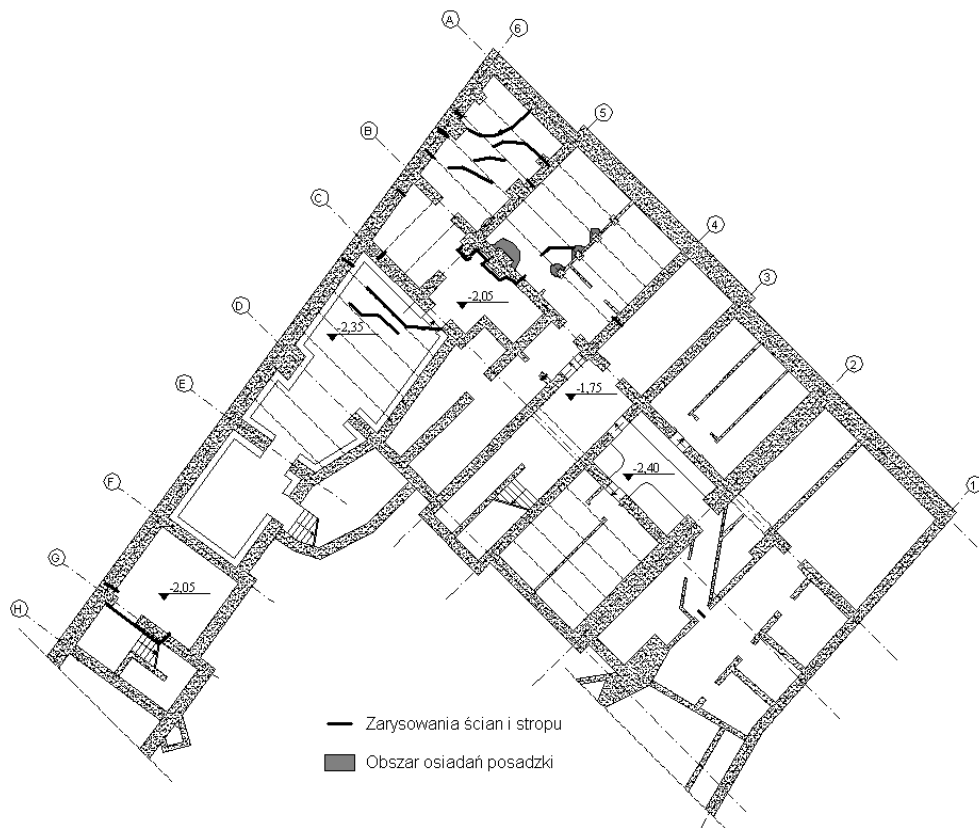 A
6
5
B
C
4
3
D
-2,05
-2,35
2
E
-1,75
-2,40
F
1
G
-2,05
H
Zarysowania ścian i stropu
Obszar osiadań posadzki